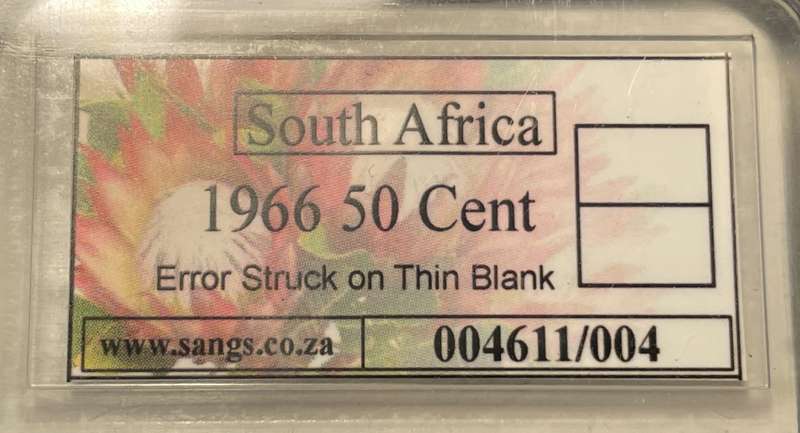 South Africa
1966 50 Cent
Error Struck on Thin Blank
www.sangs.co.za
004611/004